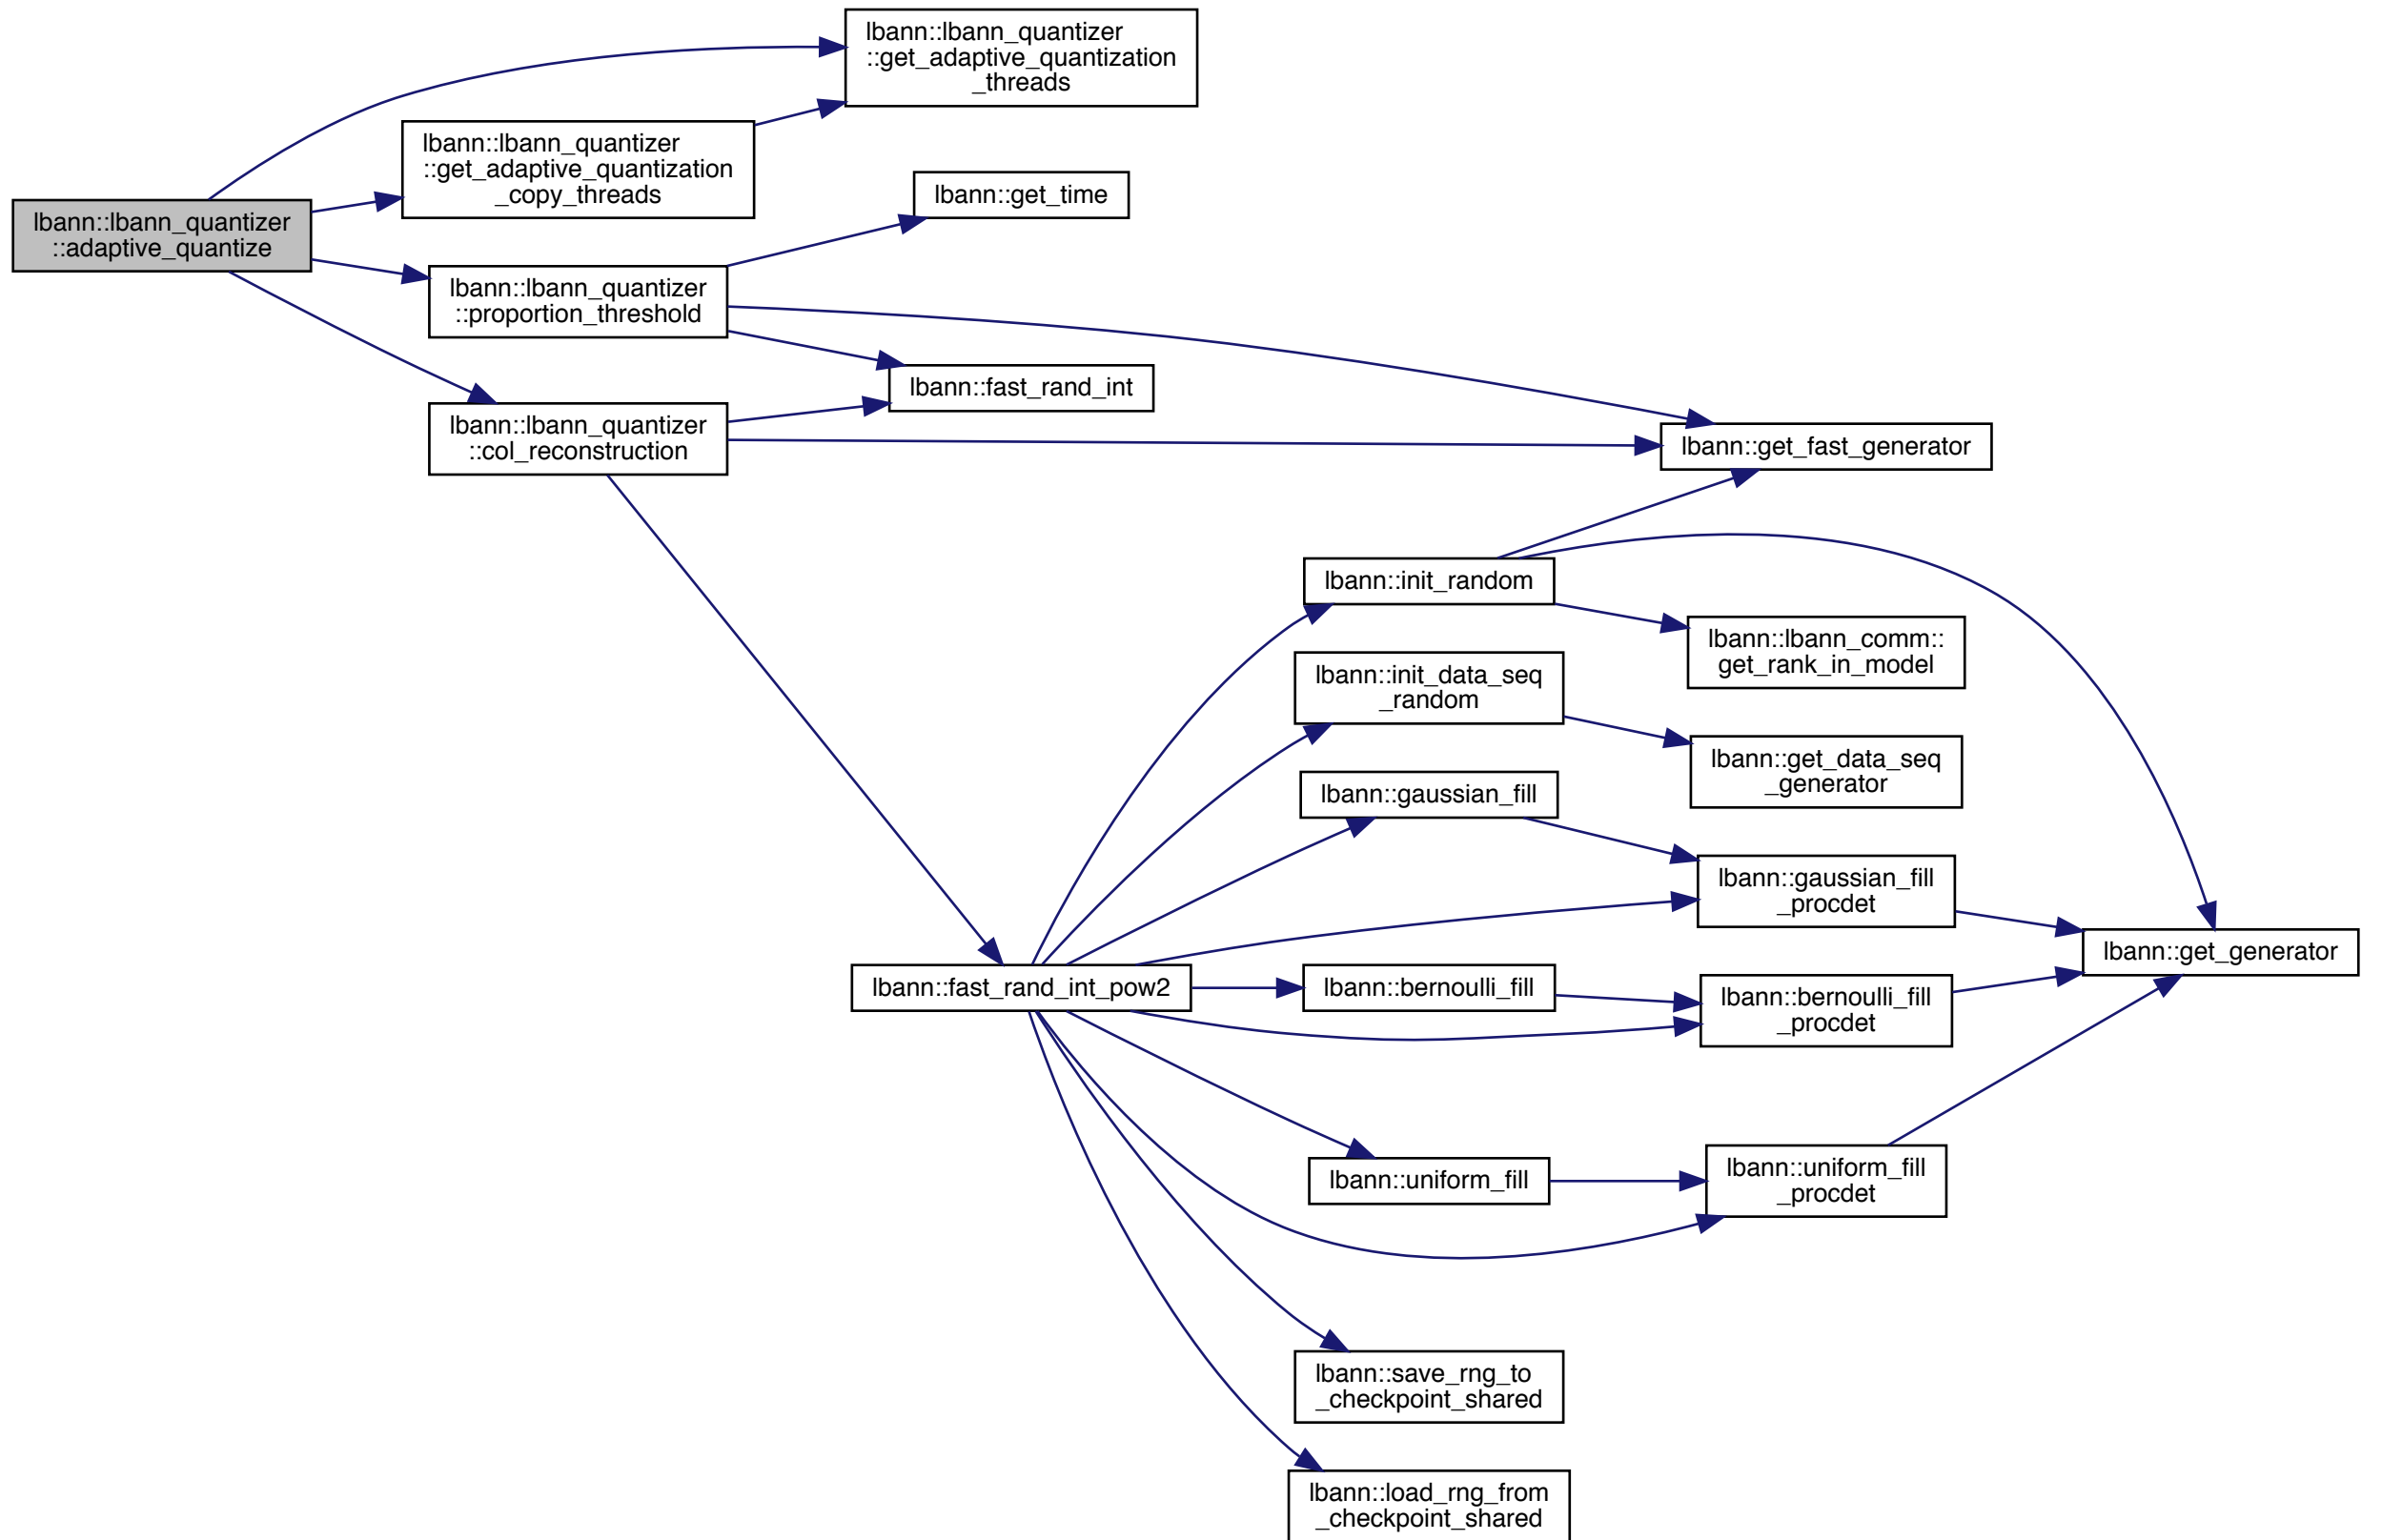 lbann::lbann_quantizer
::adaptive_quantize
lbann::lbann_quantizer
::get_adaptive_quantization
_threads
lbann::lbann_quantizer
::get_adaptive_quantization
_copy_threads
lbann::lbann_quantizer
::proportion_threshold
lbann::get_time
lbann::fast_rand_int
lbann::lbann_quantizer
::col_reconstruction
lbann::get_fast_generator
lbann::fast_rand_int_pow2
lbann::init_random
lbann::lbann_comm::
get_rank_in_model
lbann::init_data_seq
_random
lbann::get_data_seq
_generator
lbann::gaussian_fill
lbann::gaussian_fill
_procdet
lbann::get_generator
lbann::bernoulli_fill
lbann::bernoulli_fill
_procdet
lbann::uniform_fill
lbann::uniform_fill
_procdet
lbann::save_rng_to
_checkpoint_shared
lbann::load_rng_from
_checkpoint_shared